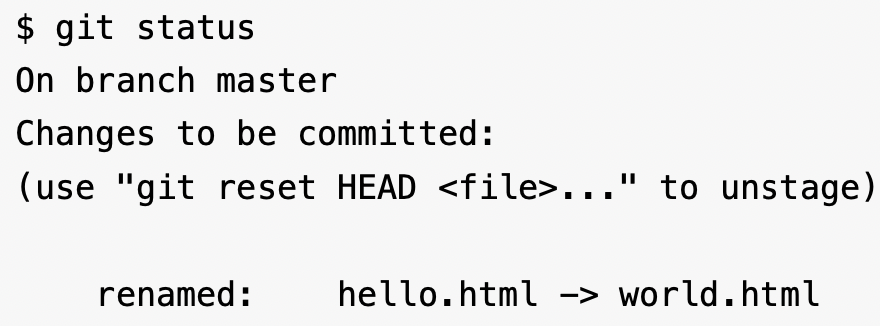 $ git status
On branch master
Changes to be committed:
(use "git reset HEAD <file>..." to unstage)
renamed:    hello.html -> world.html